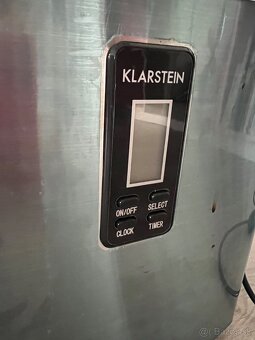 KLARSTEIN
ON/OFF SELECT
CLOCK TIMER